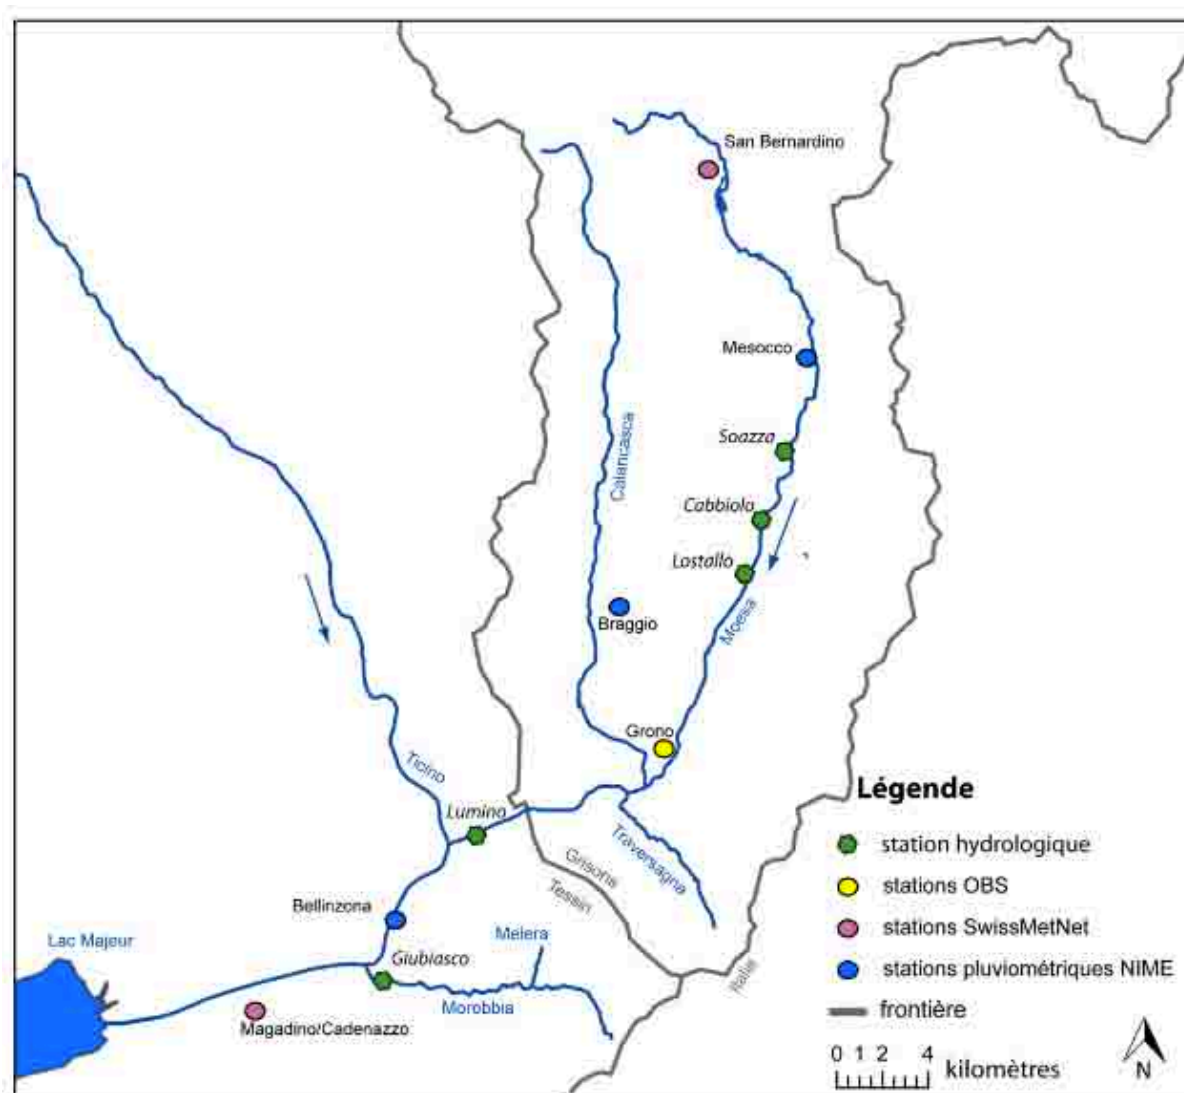 San Bernardino
Mesocco
Soazza
Calancasca
Cabbiolo
Lostallo
Braggio
Moesa
Grono
Ticino
Lumino
Traversagna
Grisons
Tessin
Bellinzona
Lac Majeur
Melera
Giubiasco
Italie
Morobbia
Magadino/Cadenazzo
Légende
station hydrologique
stations OBS
stations SwissMetNet
stations pluviométriques NIME
frontière
0 1 2 4
kilomètres
N